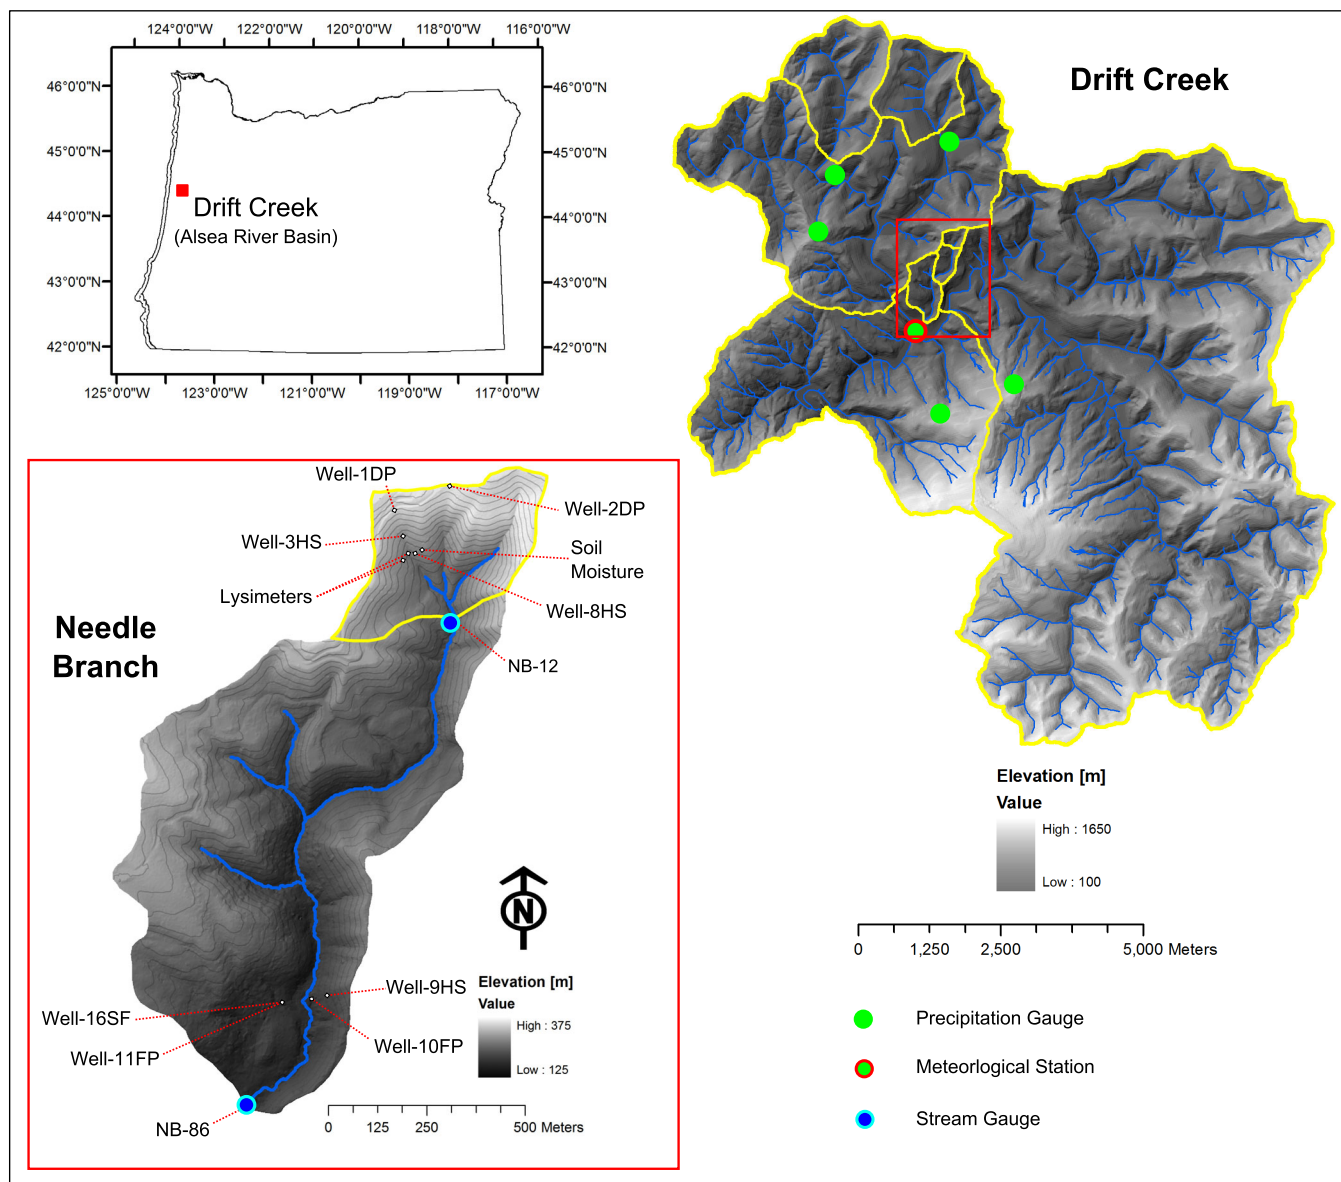 124°0'0"W 122°0'0"W 120°0'0"W 118°0'0"W 116°0'0"W
46°0'0"N 46°0'0"N
45°0'0"N 45°0'0"N
44°0'0"N 44°0'0"N
43°0'0"N 43°0'0"N
42°0'0"N 42°0'0"N
125°0'0"W 123°0'0"W 121°0'0"W 119°0'0"W 117°0'0"W
Drift Creek
(Alsea River Basin)
Drift Creek
Elevation [m]
Value
High : 1650
Low : 100
0 1,250 2,500 5,000 Meters
Precipitation Gauge
Meteorlogical Station
Stream Gauge
Needle
Branch
Well-1DP
Well-2DP
Well-3HS
Soil
Moisture
Lysimeters
Well-8HS
NB-12
N
Well-9HS
Well-16SF
Well-10FP
Well-11FP
NB-86
Elevation [m]
Value
High : 375
Low : 125
0 125 250 500 Meters